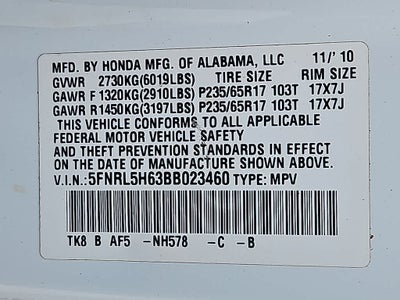 MFD. BY HONDA MFG. OF ALABAMA, LLC 11/' 10
GVWR 2730KG(6019LBS) TIRE SIZE RIM SIZE
GAWR F 1320KG(2910LBS) P235/65R17 103T 17X7J
GAWR R 1450KG(3197LBS) P235/65R17 103T 17X7J
THIS VEHICLE CONFORMS TO ALL APPLICABLE
FEDERAL MOTOR VEHICLE SAFETY
AND THEFT PREVENTION STANDARDS IN EFFECT
ON THE DATE OF MANUFACTURE SHOWN ABOVE.
V.I.N.: 5FNRL5H63BB023460 TYPE: MPV
TK8 B AF5 -NH578 -C -B